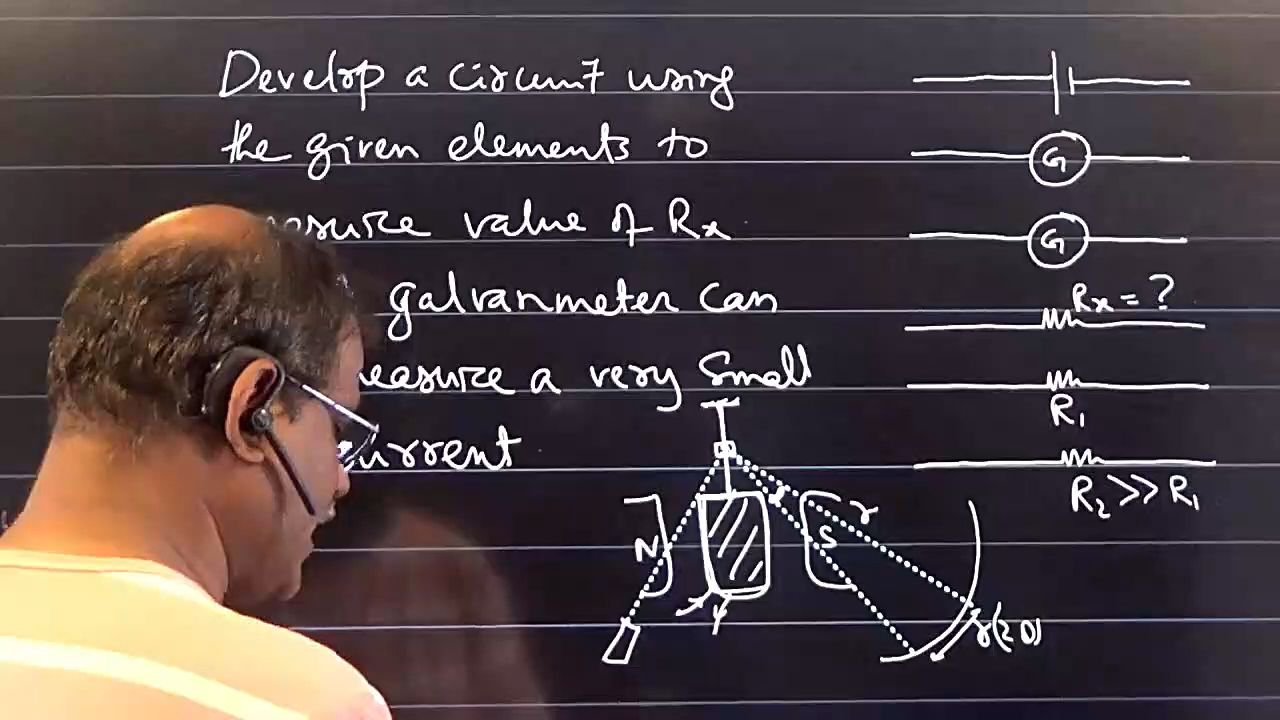 Develop a circuit using
the given elements to
value of Rx
galvanmeter can
a very small
current
G
G
Rx = ?
R1
R2 >> R1
N
S
r
r(2θ)